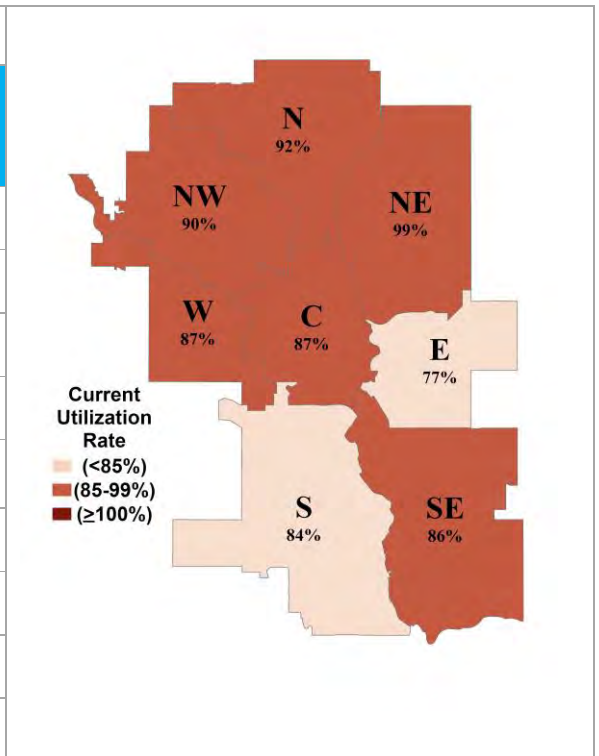 N
92%
NW
90%
NE
99%
W
87%
C
87%
E
77%
Current
Utilization
Rate
(<85%)
(85-99%)
(≥100%)
S
84%
SE
86%